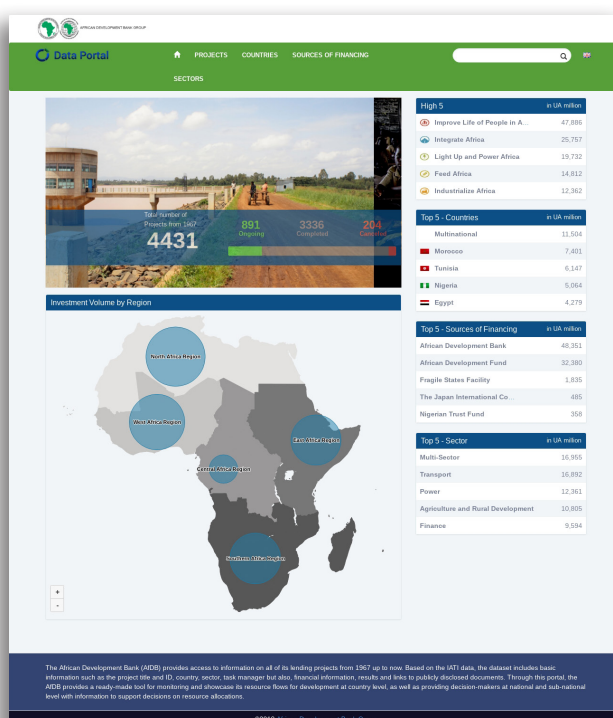 AFRICAN DEVELOPMENT BANK GROUP
Data Portal
PROJECTS COUNTRIES SOURCES OF FINANCING
SECTORS
Total number of
Projects from 1967
4431
891
Ongoing
3336
Completed
204
Canceled
High 5 in UA million
Improve Life of People in A... 47,886
Integrate Africa 25,757
Light Up and Power Africa 19,732
Feed Africa 14,812
Industrialize Africa 12,362
Top 5 - Countries in UA million
Multinational 11,504
Morocco 7,401
Tunisia 6,147
Nigeria 5,064
Egypt 4,279
Investment Volume by Region
North Africa Region
West Africa Region
East Africa Region
Central Africa Region
Southern Africa Region
+
-
Top 5 - Sources of Financing in UA million
African Development Bank 48,351
African Development Fund 32,380
Fragile States Facility 1,835
The Japan International Co... 485
Nigerian Trust Fund 358
Top 5 - Sector in UA million
Multi-Sector 16,955
Transport 16,892
Power 12,361
Agriculture and Rural Development 10,805
Finance 9,594
The African Development Bank (AfDB) provides access to information on all of its lending projects from 1967 up to now. Based on the IATI data, the dataset includes basic
information such as the project title and ID, country, sector, task manager but also, financial information, results and links to publicly disclosed documents. Through this portal, the
AfDB provides a ready-made tool for monitoring and showcase its resource flows for development at country level, as well as providing decision-makers at national and sub-national
level with information to support decisions on resource allocations.